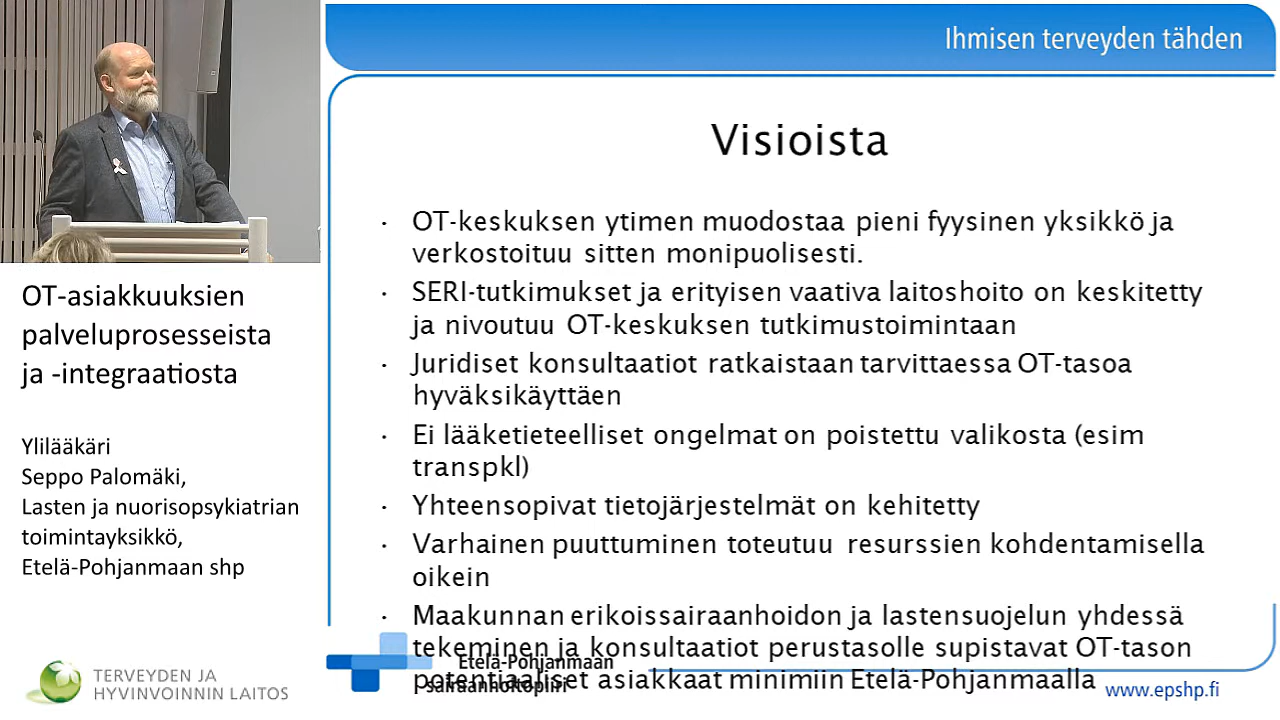 Ihmisen terveyden tähden
Visioista
· OT-keskuksen ytimen muodostaa pieni fyysinen yksikkö ja
verkostoituu sitten monipuolisesti.
· SERI-tutkimukset ja erityisen vaativa laitoshoito on keskitetty
ja nivoutuu OT-keskuksen tutkimustoimintaan
· Juridiset konsultaatiot ratkaistaan tarvittaessa OT-tasoa
hyväksikäyttäen
· Ei lääketieteelliset ongelmat on poistettu valikosta (esim
transpkl)
· Yhteensopivat tietojärjestelmät on kehitetty
· Varhainen puuttuminen toteutuu resurssien kohdentamisella
oikein
· Maakunnan erikoissairaanhoidon ja lastensuojelun yhdessä
tekeminen ja konsultaatiot perustasolle supistavat OT-tason
potentiaaliset asiakkaat minimiin Etelä-Pohjanmaalla
Etelä-Pohjanmaan
sairaanhoitopiiri
www.epshp.fi
OT-asiakkuuksien
palveluprosesseista
ja -integraatiosta
Ylilääkäri
Seppo Palomäki,
Lasten ja nuorisopsykiatrian
toimintayksikkö,
Etelä-Pohjanmaan shp
TERVEYDEN JA
HYVINVOINNIN LAITOS